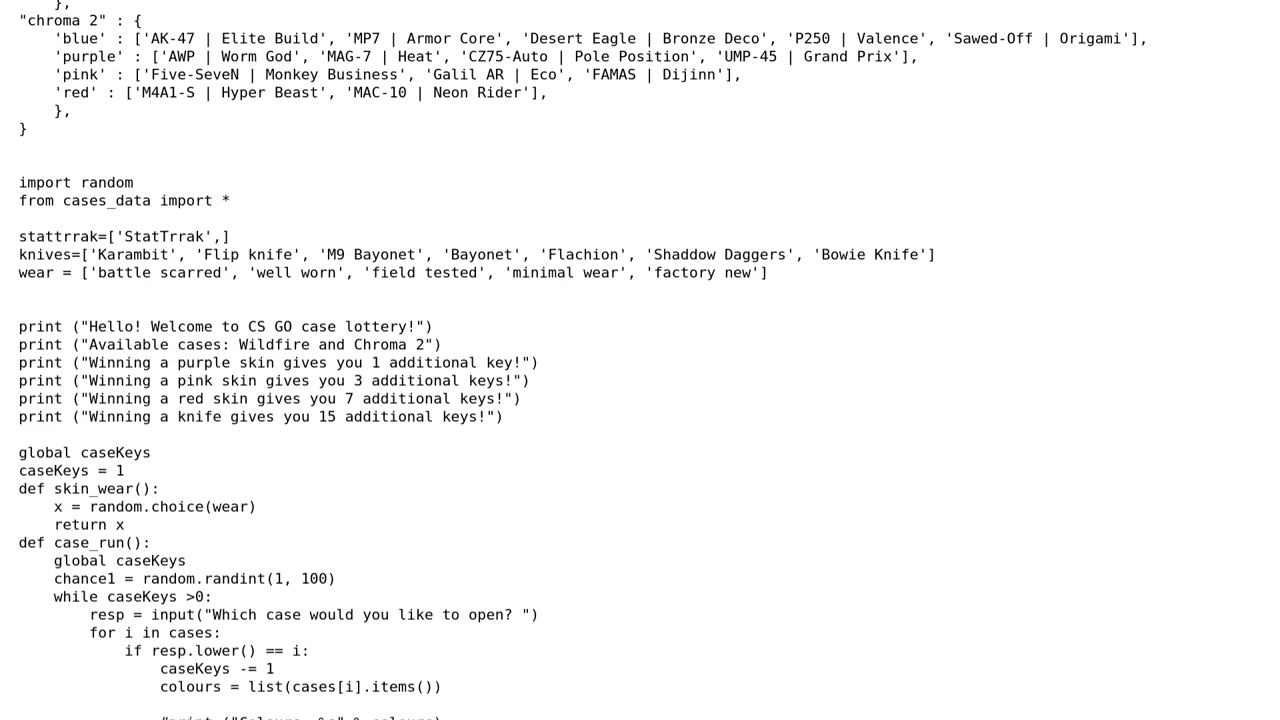 },
"chroma 2" : {
    'blue' : ['AK-47 | Elite Build', 'MP7 | Armor Core', 'Desert Eagle | Bronze Deco', 'P250 | Valence', 'Sawed-Off | Origami'],
    'purple' : ['AWP | Worm God', 'MAG-7 | Heat', 'CZ75-Auto | Pole Position', 'UMP-45 | Grand Prix'],
    'pink' : ['Five-SeveN | Monkey Business', 'Galil AR | Eco', 'FAMAS | Dijinn'],
    'red' : ['M4A1-S | Hyper Beast', 'MAC-10 | Neon Rider'],
    },
}
import random
from cases_data import *
stattrrak=['StatTrrak',]
knives=['Karambit', 'Flip knife', 'M9 Bayonet', 'Bayonet', 'Flachion', 'Shaddow Daggers', 'Bowie Knife']
wear = ['battle scarred', 'well worn', 'field tested', 'minimal wear', 'factory new']
print ("Hello! Welcome to CS GO case lottery!")
print ("Available cases: Wildfire and Chroma 2")
print ("Winning a purple skin gives you 1 additional key!")
print ("Winning a pink skin gives you 3 additional keys!")
print ("Winning a red skin gives you 7 additional keys!")
print ("Winning a knife gives you 15 additional keys!")
global caseKeys
caseKeys = 1
def skin_wear():
    x = random.choice(wear)
    return x
def case_run():
    global caseKeys
    chance1 = random.randint(1, 100)
    while caseKeys >0:
        resp = input("Which case would you like to open? ")
        for i in cases:
            if resp.lower() == i:
                caseKeys -= 1
                colours = list(cases[i].items())